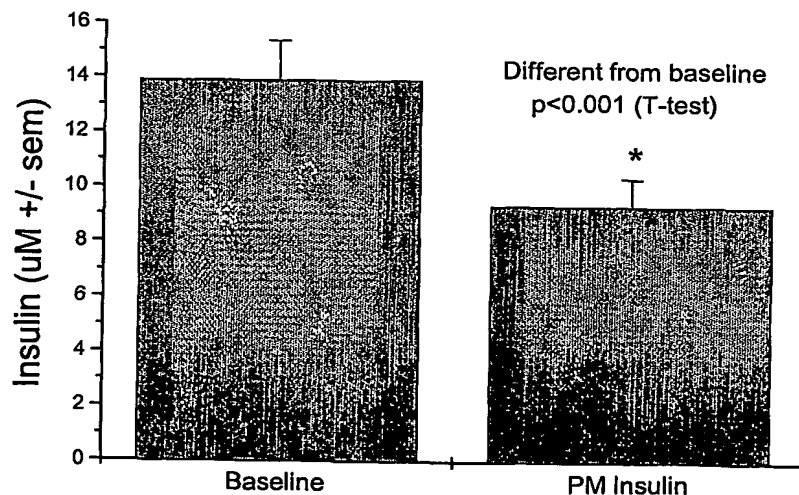 Insulin (uM +/- sem)
16
14
12
10
8
6
4
2
0
Different from baseline
p<0.001 (T-test)
*
Baseline
PM Insulin